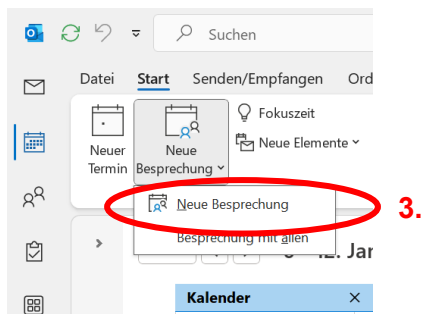 Suchen
Datei Start Senden/Empfangen Ord
Neuer Termin
Neue Besprechung
Fokuszeit
Neue Elemente
Neue Besprechung
3.
Besprechung mit allen
12. Jar
Kalender